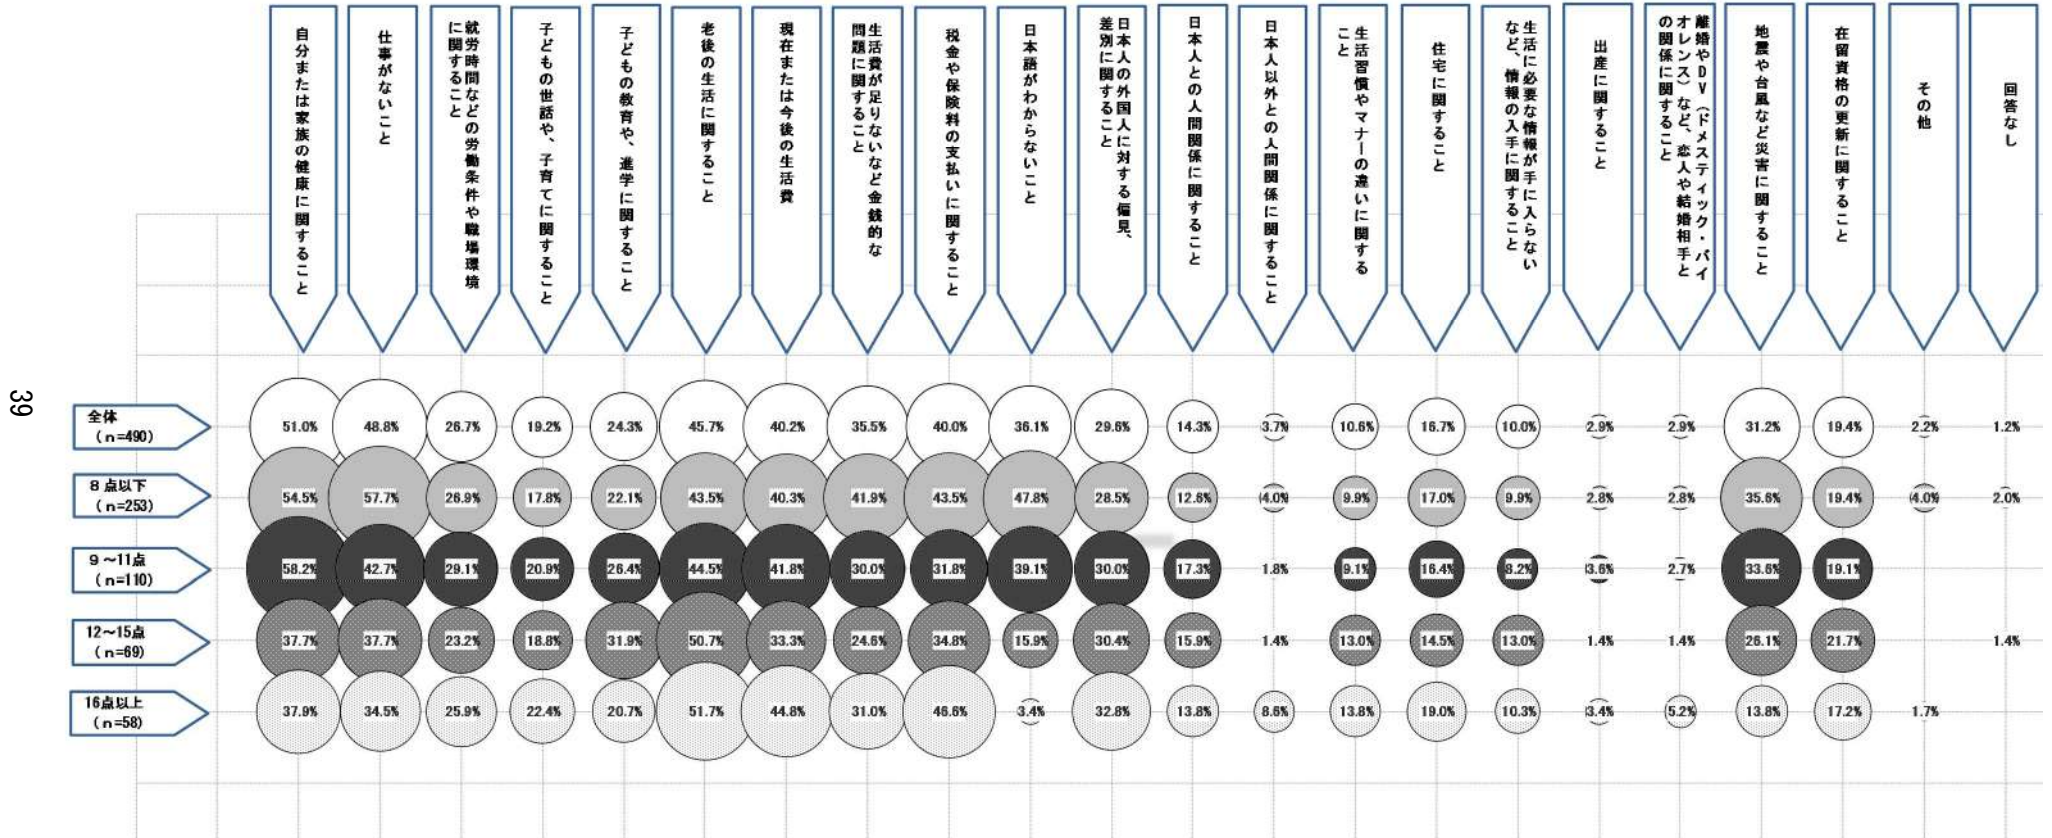 自分または家族の健康に関すること
仕事がないこと
就労時間などの労働条件や職場環境
に関すること
子どもの世話や、子育てに関すること
子どもの教育や、進学に関すること
老後の生活に関すること
現在または今後の生活費
生活費が足りないなど金銭的な
問題に関すること
税金や保険料の支払いに関すること
日本語がわからないこと
日本人の外国人に対する偏見、
差別に関すること
日本人との人間関係に関すること
日本人以外との人間関係に関すること
生活習慣やマナーの違いに関する
こと
住宅に関すること
生活に必要な情報が手に入らない
など、情報の入手に関すること
出産に関すること
離婚やDV（ドメスティック・バイ
オレンス）など、恋人や結婚相手と
の関係に関すること
地震や台風など災害に関すること
在留資格の更新に関すること
その他
回答なし
39
全体
（n=490）
51.0% 48.8% 26.7% 19.2% 24.3% 45.7% 40.2% 35.5% 40.0% 36.1% 29.6% 14.3% 3.7% 10.6% 16.7% 10.0% 2.9% 2.9% 31.2% 19.4% 2.2% 1.2%
8点以下
（n=253）
54.5% 57.7% 26.9% 17.8% 22.1% 43.5% 40.3% 41.9% 43.5% 47.8% 28.5% 12.6% 4.0% 9.9% 17.0% 9.9% 2.8% 2.8% 35.6% 19.4% 4.0% 2.0%
9～11点
（n=110）
58.2% 42.7% 29.1% 20.9% 26.4% 44.5% 41.8% 30.0% 31.8% 39.1% 30.0% 17.3% 1.8% 9.1% 16.4% 8.2% 3.6% 2.7% 33.6% 19.1%
12～15点
（n=69）
37.7% 37.7% 23.2% 18.8% 31.9% 50.7% 33.3% 24.6% 34.8% 15.9% 30.4% 15.9% 1.4% 13.0% 14.5% 13.0% 1.4% 1.4% 26.1% 21.7% 1.4%
16点以上
（n=58）
37.9% 34.5% 25.9% 22.4% 20.7% 51.7% 44.8% 31.0% 46.6% 3.4% 32.8% 13.8% 8.6% 13.8% 19.0% 10.3% 3.4% 5.2% 13.8% 17.2% 1.7%